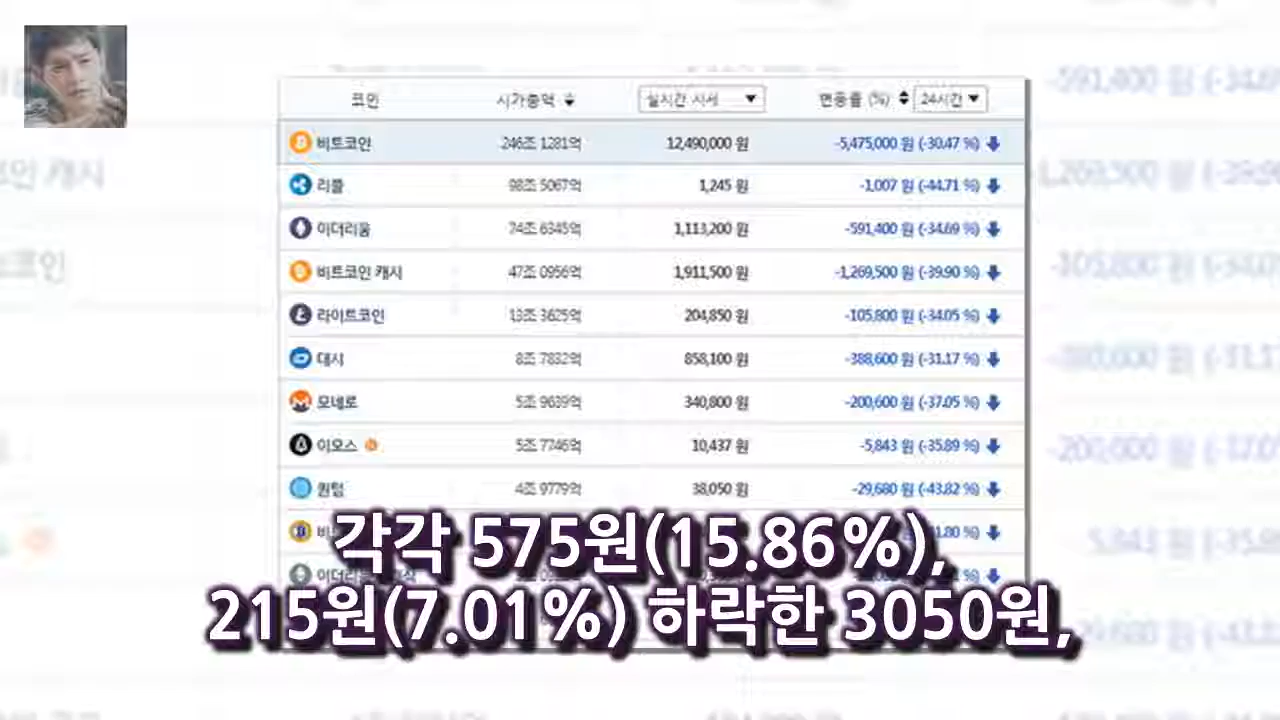 코인 시가총액 실시간 시세 변동률 (%) 24시간
비트코인 246조 1281억 12,490,000 원 -5,475,000 원 (-30.47 %)
리플 98조 5067억 1,245 원 -1,007 원 (-44.71 %)
이더리움 74조 6345억 1,113,200 원 -591,400 원 (-34.69 %)
비트코인 캐시 47조 0956억 1,911,500 원 -1,269,500 원 (-39.90 %)
라이트코인 13조 3625억 204,850 원 -105,800 원 (-34.05 %)
대시 8조 7832억 858,100 원 -388,600 원 (-31.17 %)
모네로 5조 9639억 340,800 원 -200,600 원 (-37.05 %)
이오스 5조 7746억 10,437 원 -5,843 원 (-35.89 %)
퀀텀 4조 9779억 38,050 원 -29,680 원 (-43.82 %)
각각 575원(15.86%),
215원(7.01%) 하락한 3050원,